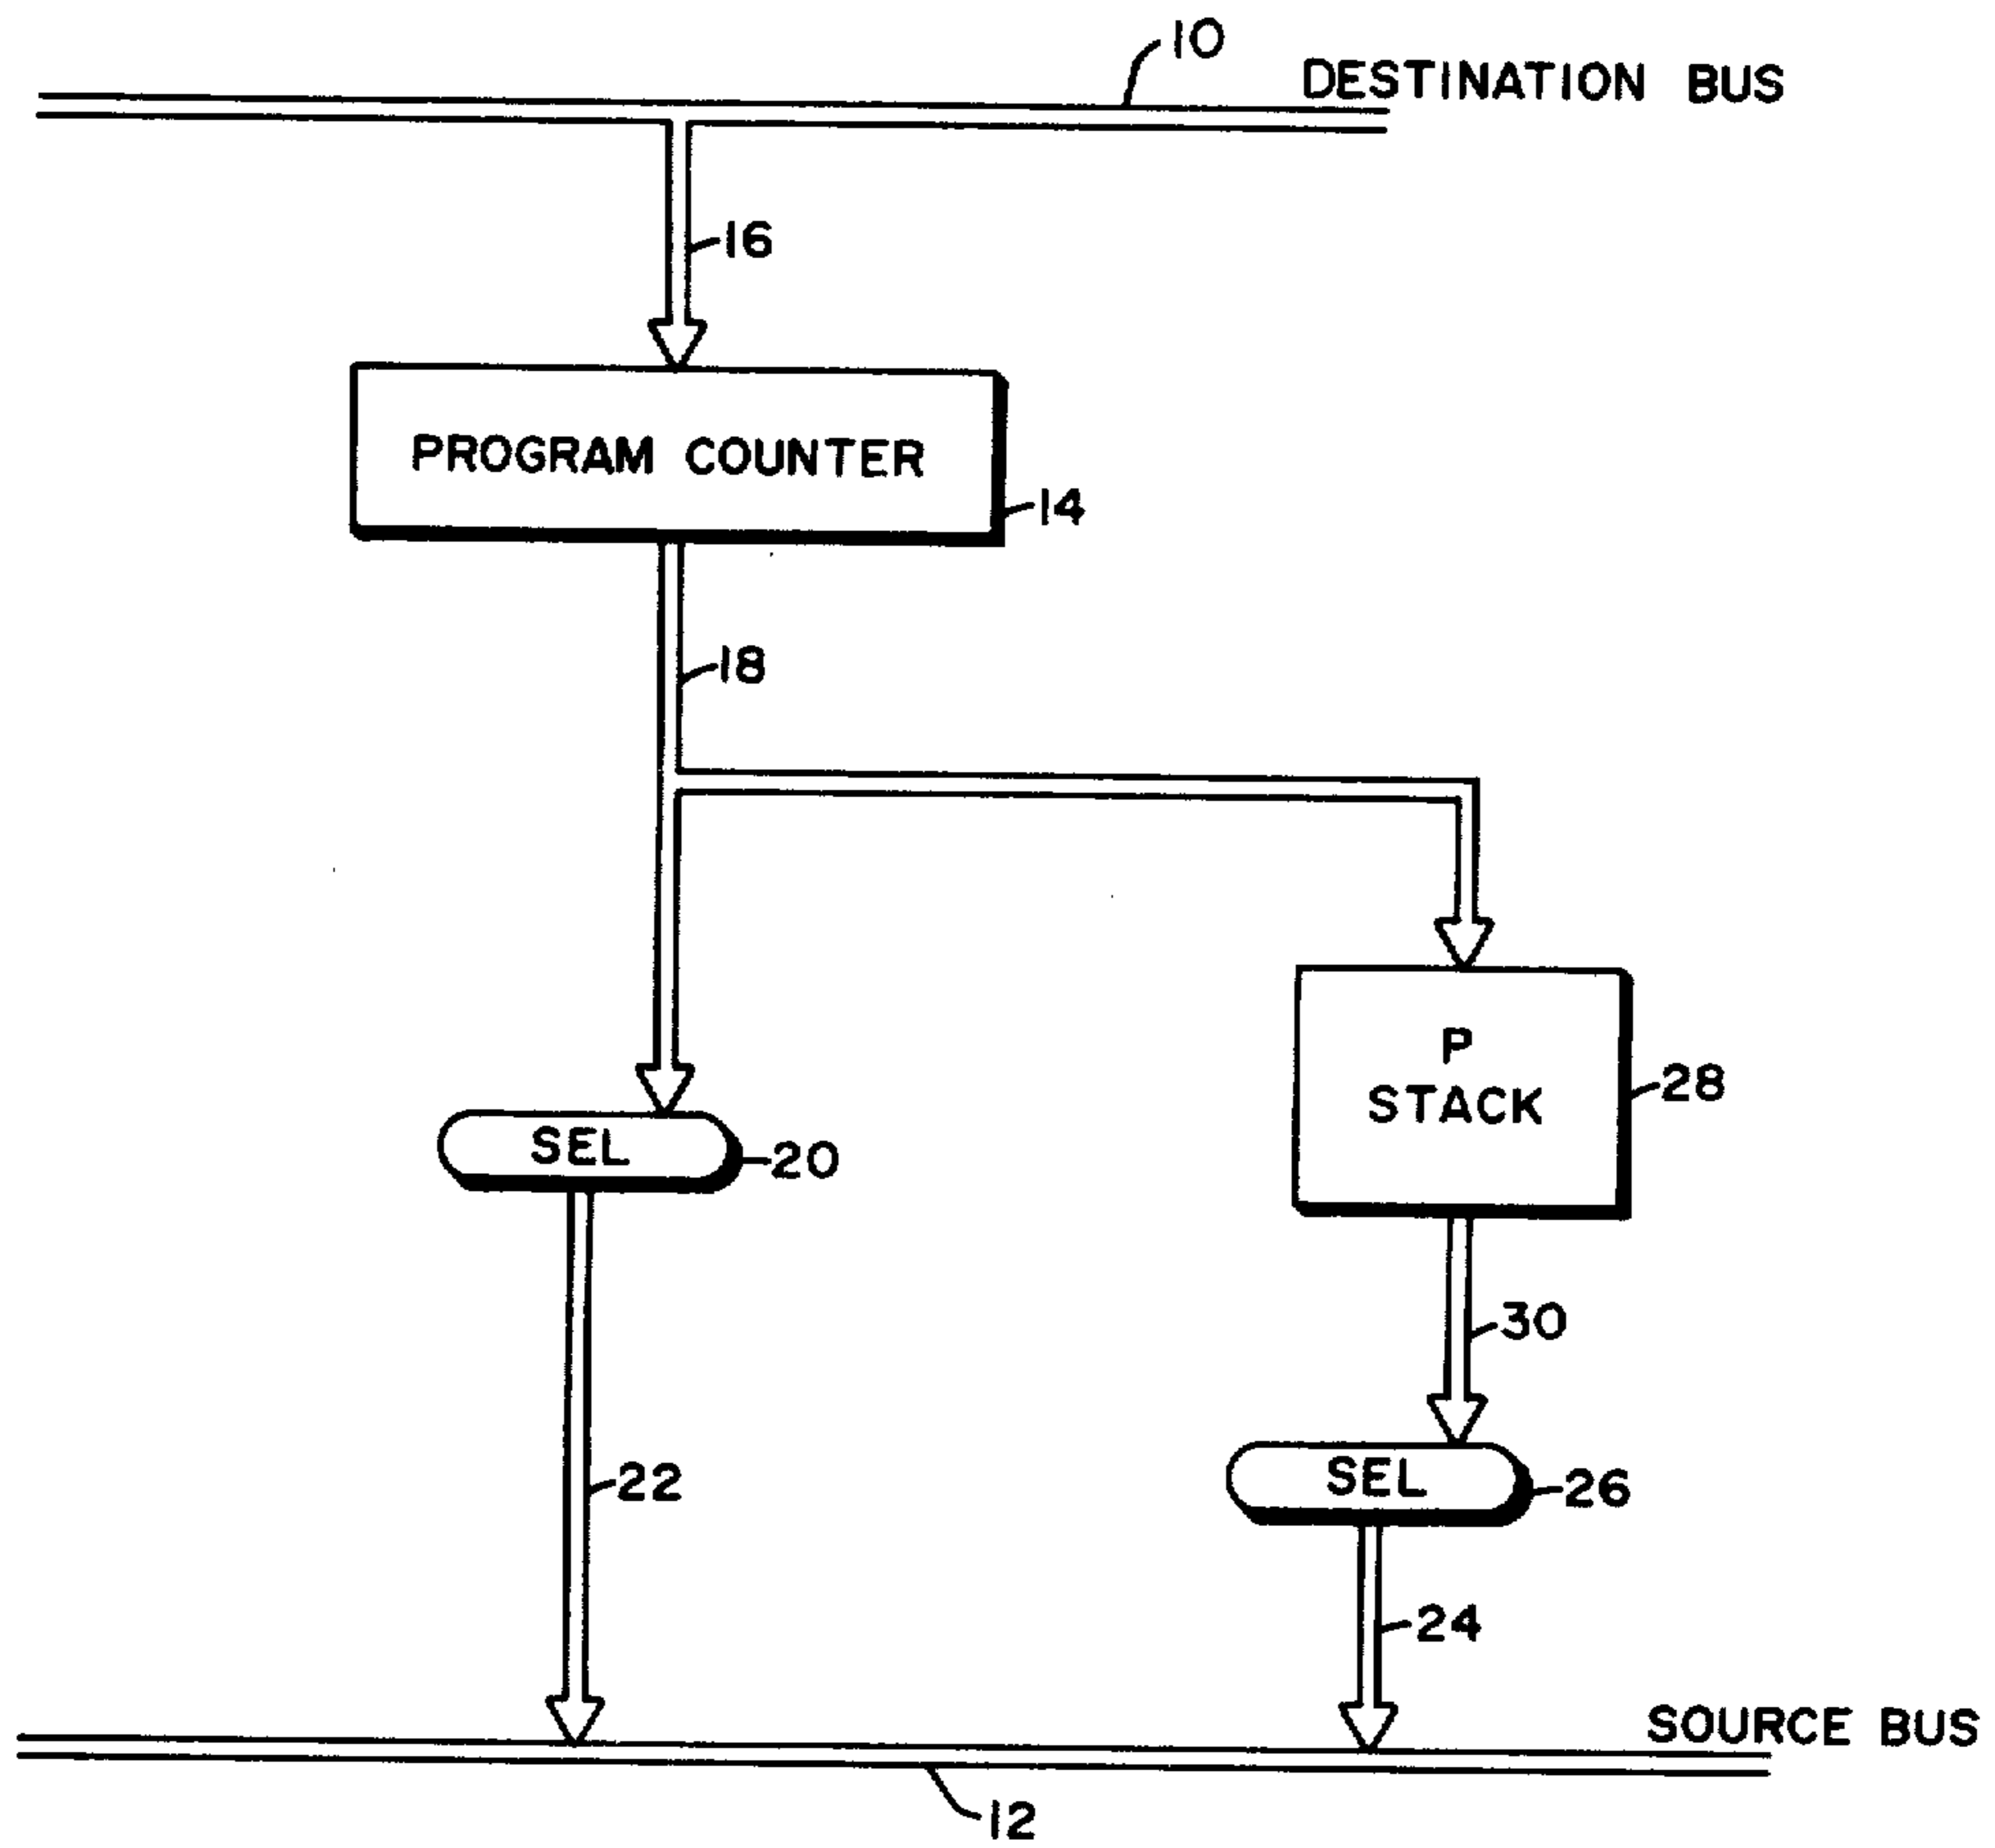 10
DESTINATION BUS
16
PROGRAM COUNTER
14
18
P
STACK
28
SEL
20
30
SEL
26
22
24
SOURCE BUS
12